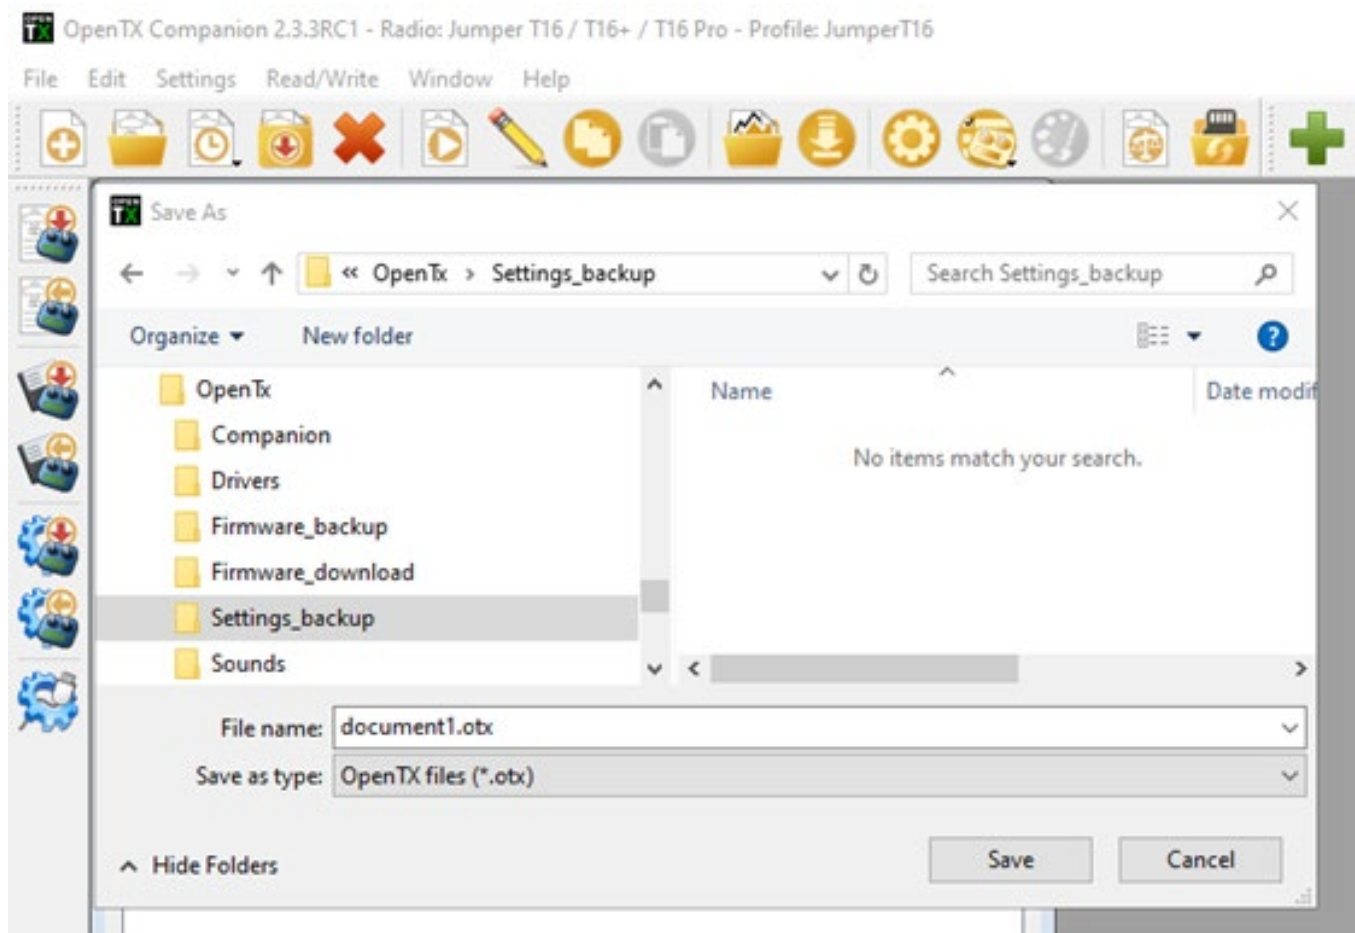 OpenTX Companion 2.3.3RC1 - Radio: Jumper T16 / T16+ / T16 Pro - Profile: JumperT16
File Edit Settings Read/Write Window Help
OPEN TX Save As
« OpenTx › Settings_backup Search Settings_backup
Organize New folder
OpenTx Name Date modif
Companion
No items match your search.
Drivers
Firmware_backup
Firmware_download
Settings_backup
Sounds
File name: document1.otx
Save as type: OpenTX files (*.otx)
Hide Folders Save Cancel